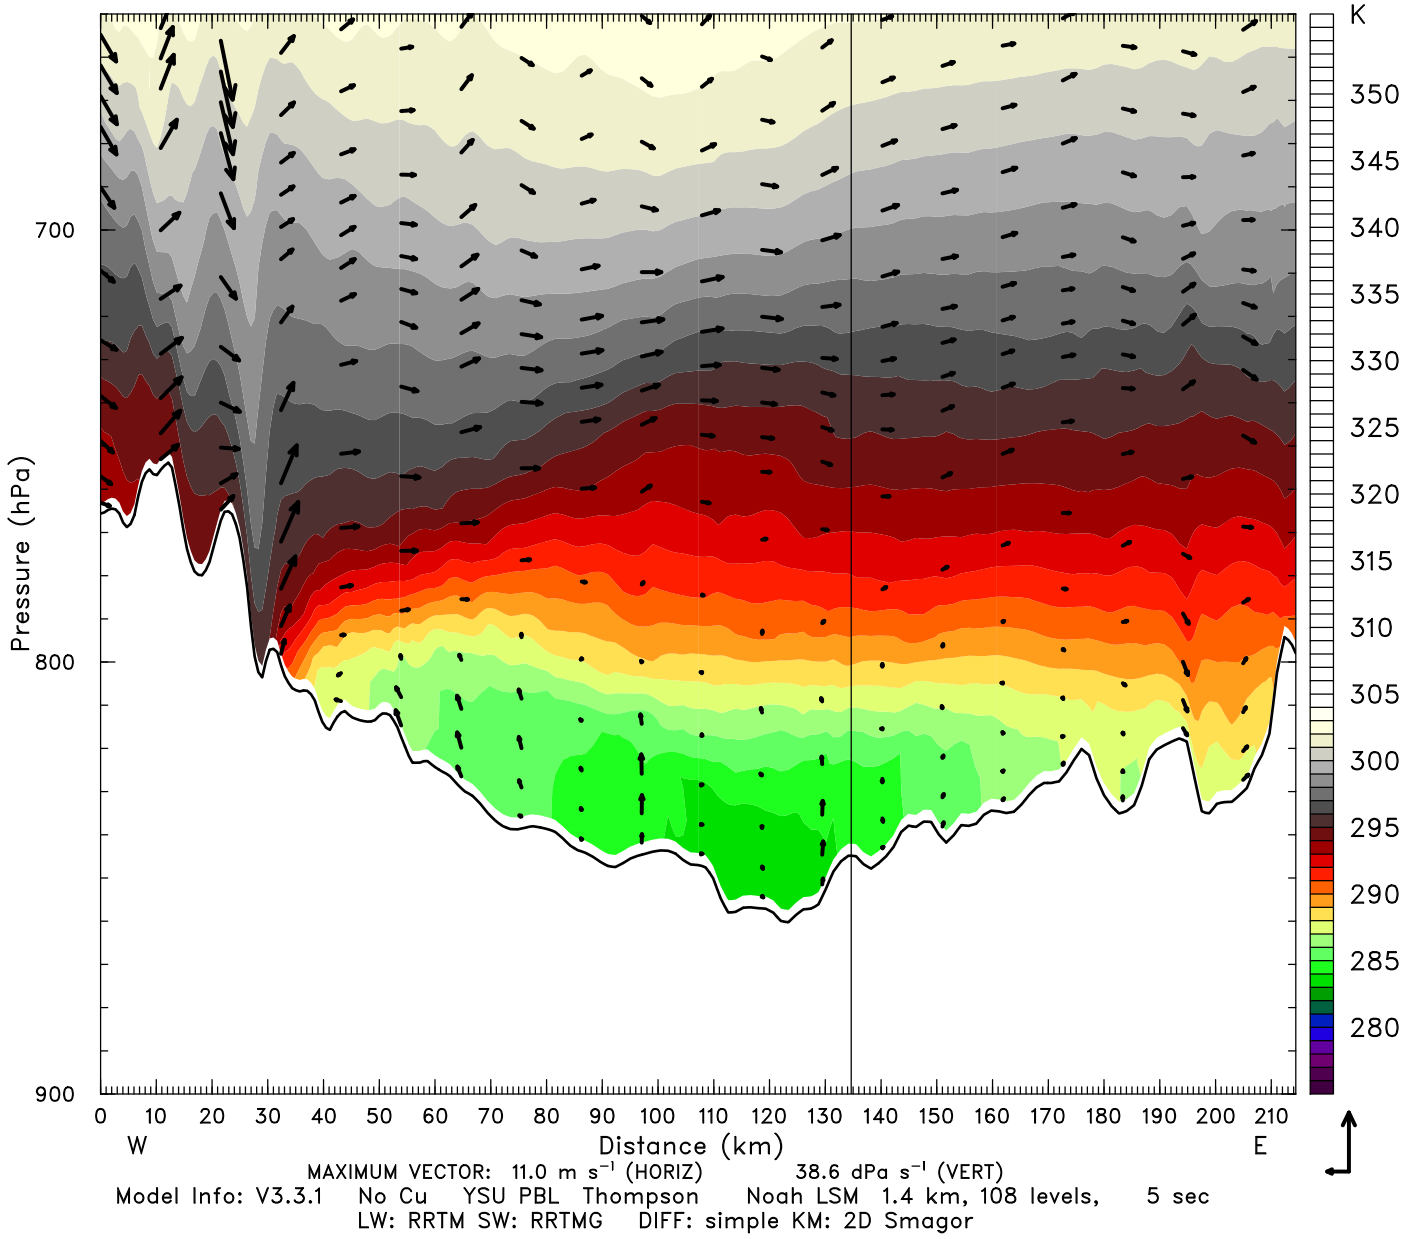 K
350
345
340
335
330
325
320
315
310
305
300
295
290
285
280
Pressure (hPa)
700
800
900
0 10 20 30 40 50 60 70 80 90 100 110 120 130 140 150 160 170 180 190 200 210
W Distance (km) E
MAXIMUM VECTOR: 11.0 m s⁻¹ (HORIZ) 38.6 dPa s⁻¹ (VERT)
Model Info: V3.3.1 No Cu YSU PBL Thompson Noah LSM 1.4 km, 108 levels, 5 sec
LW: RRTM SW: RRTMG DIFF: simple KM: 2D Smagor